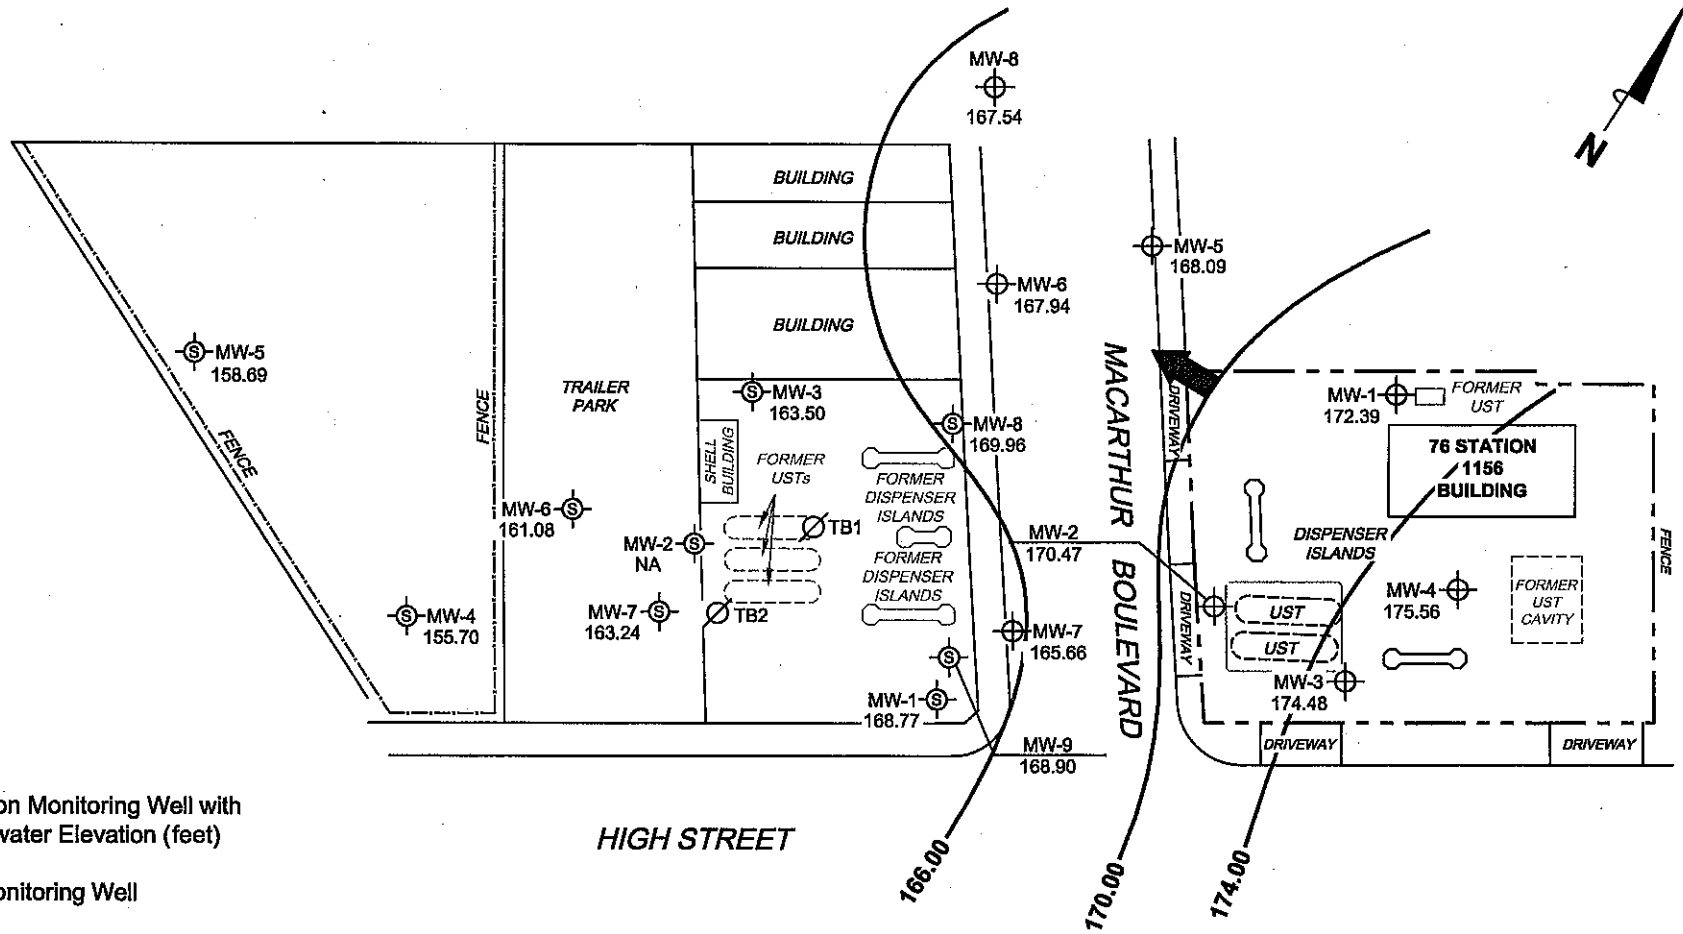 MW-8
167.54
N
BUILDING
BUILDING
BUILDING
MW-5
168.09
MW-6
167.94
S
MW-5
158.69
FENCE
FENCE
TRAILER
PARK
S
MW-3
163.50
SHELL
BUILDING
FORMER
USTs
S
MW-8
169.96
FORMER
DISPENSER
ISLANDS
FORMER
DISPENSER
ISLANDS
MW-6
161.08
S
MW-2
NA
S
TB1
TB2
S
MW-4
155.70
MW-7
163.24
S
S
MW-1
168.77
S
MW-9
168.90
MW-7
165.66
MW-2
170.47
MACARTHUR BOULEVARD
DRIVEWAY
DRIVEWAY
MW-1
172.39
FORMER
UST
76 STATION
1156
BUILDING
DISPENSER
ISLANDS
FENCE
UST
UST
MW-4
175.56
FORMER
UST
CAVITY
MW-3
174.48
DRIVEWAY
DRIVEWAY
on Monitoring Well with
water Elevation (feet)
onitoring Well
HIGH STREET
166.00
170.00
174.00